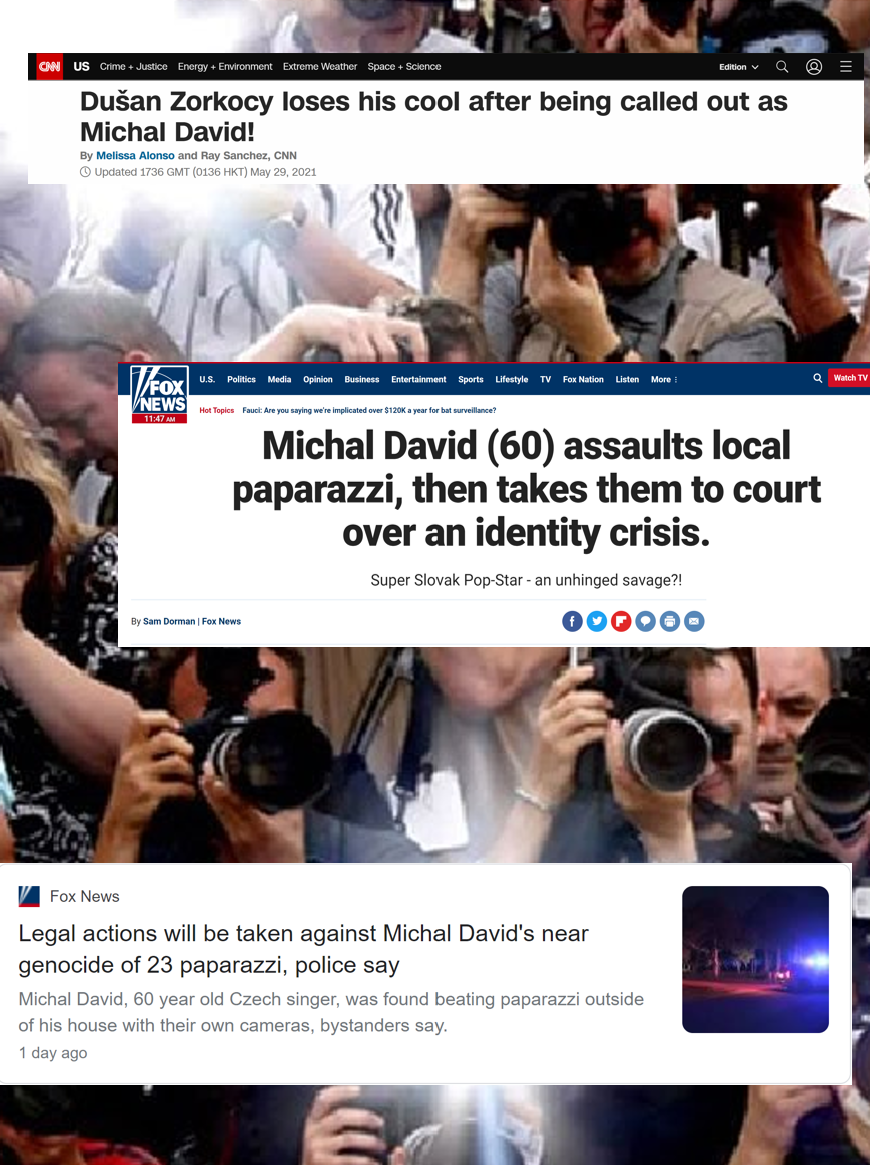 CNN US Crime + Justice Energy + Environment Extreme Weather Space + Science Edition
Dušan Zorkocy loses his cool after being called out as
Michal David!
By Melissa Alonso and Ray Sanchez, CNN
Updated 1736 GMT (0136 HKT) May 29, 2021
FOX NEWS
11:47 AM
U.S. Politics Media Opinion Business Entertainment Sports Lifestyle TV Fox Nation Listen More Watch TV
Hot Topics Fauci: Are you saying we're implicated over $120K a year for bat surveillance?
Michal David (60) assaults local
paparazzi, then takes them to court
over an identity crisis.
Super Slovak Pop-Star - an unhinged savage?!
By Sam Dorman | Fox News
Fox News
Legal actions will be taken against Michal David's near
genocide of 23 paparazzi, police say
Michal David, 60 year old Czech singer, was found beating paparazzi outside
of his house with their own cameras, bystanders say.
1 day ago